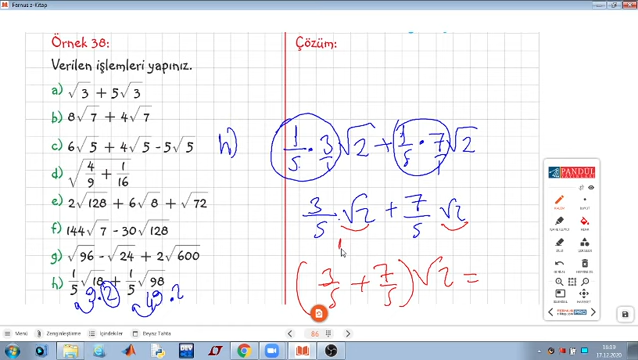 Fornuz e-Kitap
Örnek 38:
Verilen işlemleri yapınız.
a) √3 + 5√3
b) 8√7 + 4√7
c) 6√5 + 4√5 - 5√5
d) √(4/9 + 1/16)
e) 2√128 + 6√8 + √72
f) 144√7 - 30√128
g) √96 - √24 + 2√600
h) 1/5 √18 + 1/5 √98
9.2 49.2
Çözüm:
h) 1/5 · 3/1 √2 + 1/5 · 7/1 √2
3/5 · √2 + 7/5 √2
(3/5 + 7/5) √2 =
PANDUL
Menü
Zenginleştirme
İçindekiler
Beyaz Tahta
86
16:03
17.12.2020